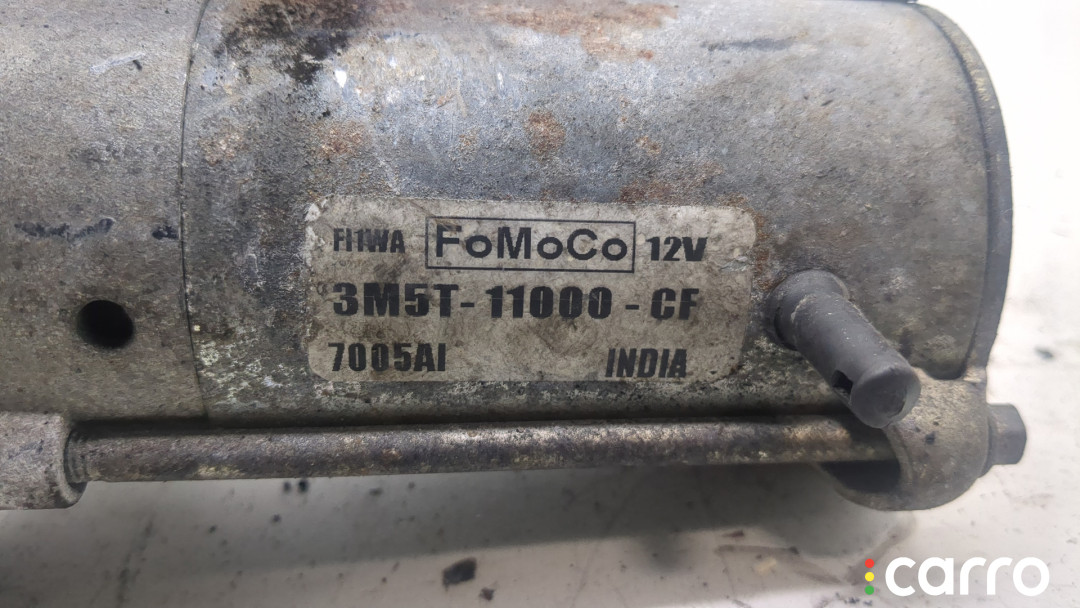 FI1WA FoMoCo 12V
3M5T-11000-CF
7005AI INDIA
carro